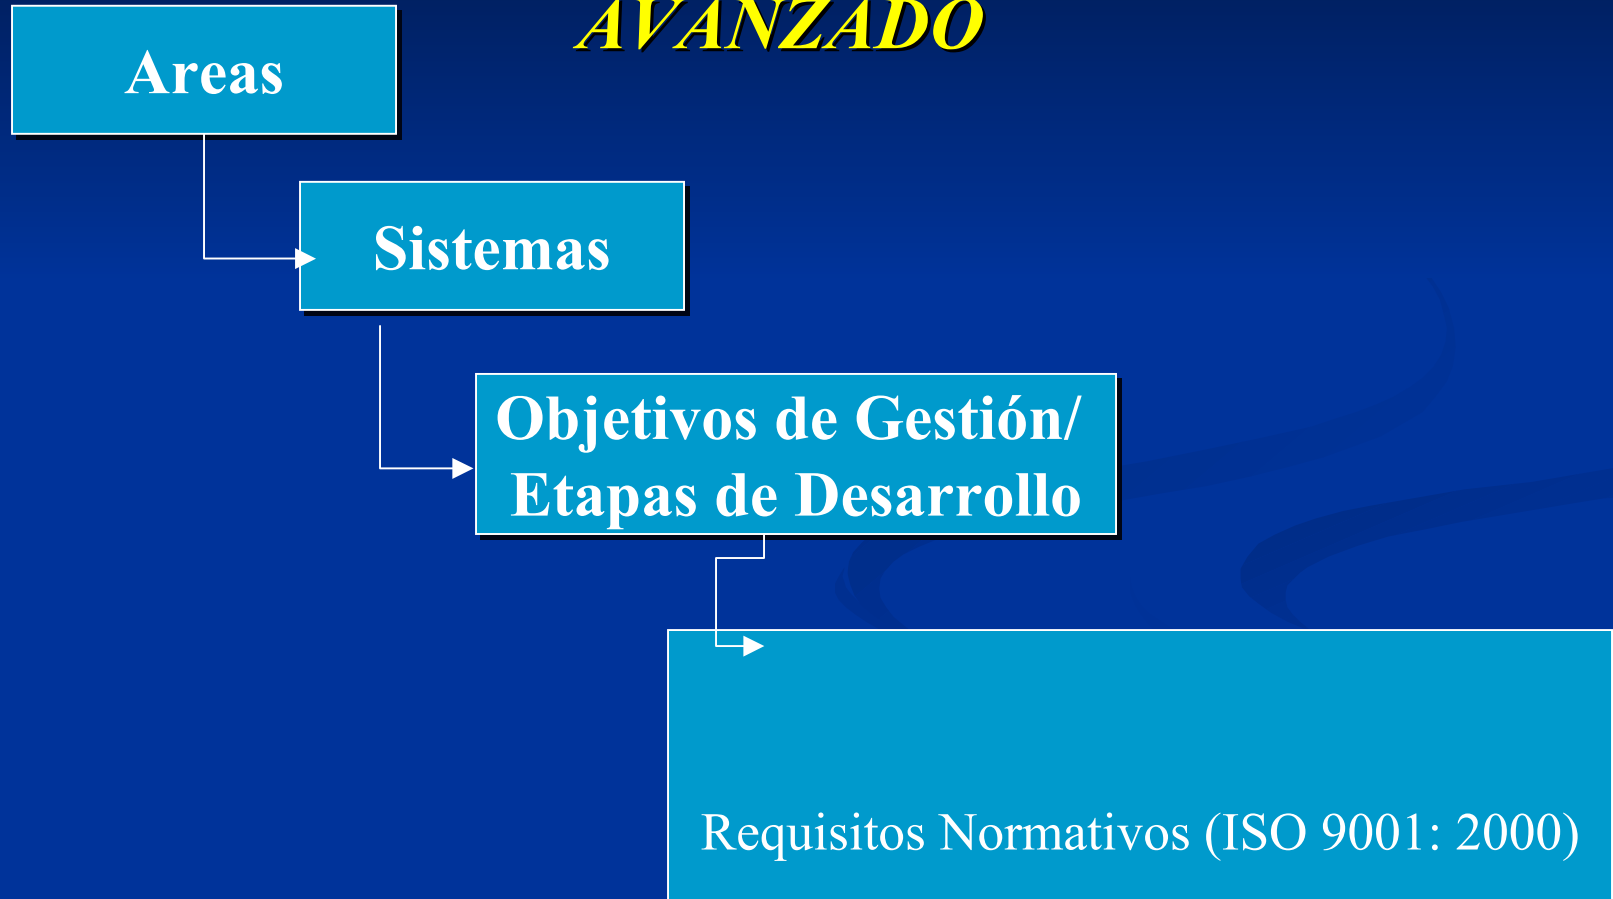 AVANZADO
Areas
Sistemas
Objetivos de Gestión/
Etapas de Desarrollo
Requisitos Normativos (ISO 9001: 2000)